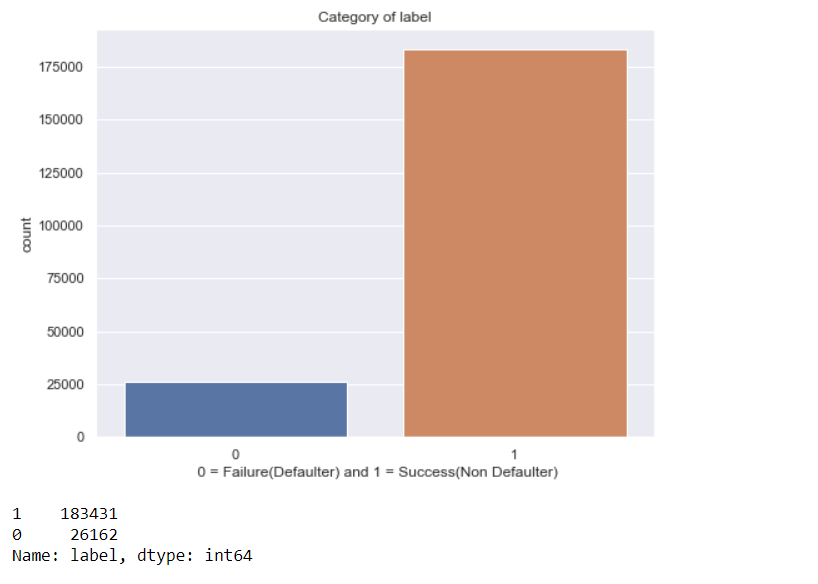 Category of label
175000
150000
125000
100000
75000
50000
25000
0
count
0 1
0 = Failure(Defaulter) and 1 = Success(Non Defaulter)
1 183431
0 26162
Name: label, dtype: int64